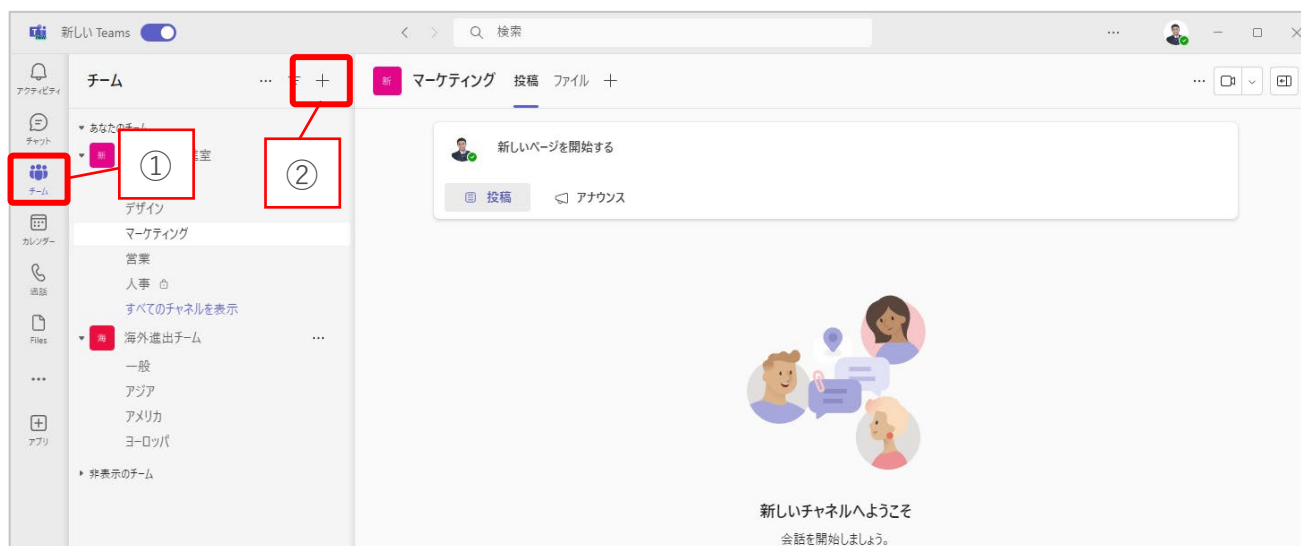 新しい Teams
検索
アクティビティ
チャット
チーム
カレンダー
通話
Files
アプリ
チーム
あなたのチーム
新 室
①
②
デザイン
マーケティング
営業
人事
すべてのチャネルを表示
海 海外進出チーム
一般
アジア
アメリカ
ヨーロッパ
非表示のチーム
新 マーケティング 投稿 ファイル
新しいページを開始する
投稿 アナウンス
新しいチャネルへようこそ
会話を開始しましょう。